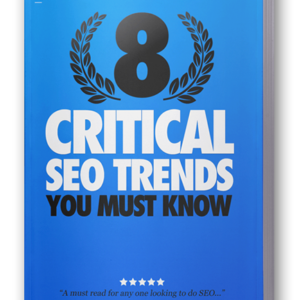 8
CRITICAL
SEO TRENDS
YOU MUST KNOW
"A must read for any one looking to do SEO..."